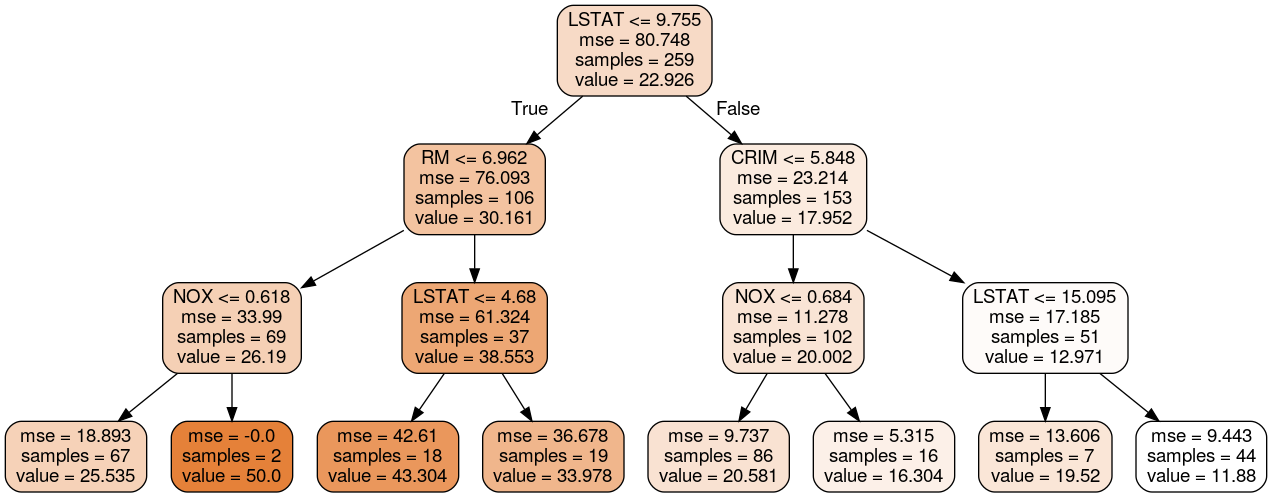 LSTAT <= 9.755
mse = 80.748
samples = 259
value = 22.926
True
False
RM <= 6.962
mse = 76.093
samples = 106
value = 30.161
CRIM <= 5.848
mse = 23.214
samples = 153
value = 17.952
NOX <= 0.618
mse = 33.99
samples = 69
value = 26.19
LSTAT <= 4.68
mse = 61.324
samples = 37
value = 38.553
NOX <= 0.684
mse = 11.278
samples = 102
value = 20.002
LSTAT <= 15.095
mse = 17.185
samples = 51
value = 12.971
mse = 18.893
samples = 67
value = 25.535
mse = -0.0
samples = 2
value = 50.0
mse = 42.61
samples = 18
value = 43.304
mse = 36.678
samples = 19
value = 33.978
mse = 9.737
samples = 86
value = 20.581
mse = 5.315
samples = 16
value = 16.304
mse = 13.606
samples = 7
value = 19.52
mse = 9.443
samples = 44
value = 11.88